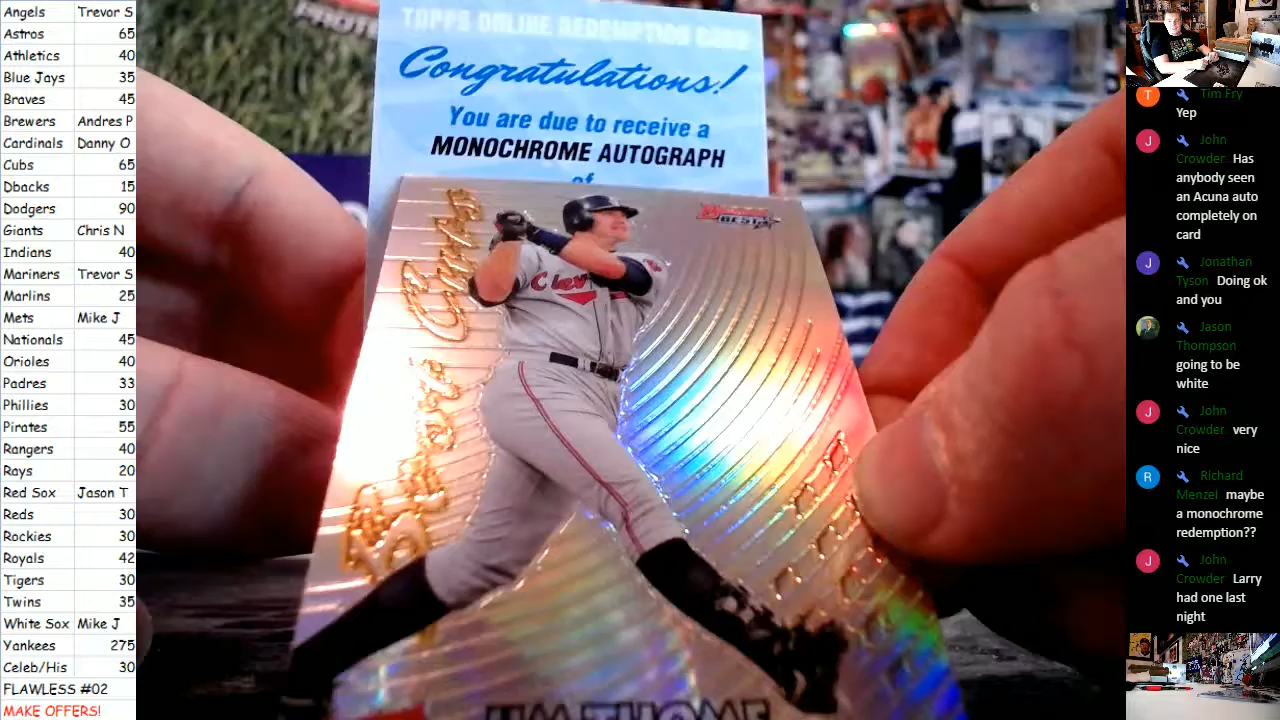 Angels Trevor S
Astros 65
Athletics 40
Blue Jays 35
Braves 45
Brewers Andres P
Cardinals Danny O
Cubs 65
Dbacks 15
Dodgers 90
Giants Chris N
Indians 40
Mariners Trevor S
Marlins 25
Mets Mike J
Nationals 45
Orioles 40
Padres 33
Phillies 30
Pirates 55
Rangers 40
Rays 20
Red Sox Jason T
Reds 30
Rockies 30
Royals 42
Tigers 30
Twins 35
White Sox Mike J
Yankees 275
Celeb/His 30
FLAWLESS #02
MAKE OFFERS!
TOPPS ONLINE REDEMPTION CARD
Congratulations!
You are due to receive a
MONOCHROME AUTOGRAPH
of
BEST
JIM THOME
T Tim Fry
Yep
J John
Crowder Has
anybody seen
an Acuna auto
completely on
card
J Jonathan
Tyson Doing ok
and you
Jason
Thompson
going to be
white
J John
Crowder very
nice
R Richard
Menzel maybe
a monochrome
redemption??
J John
Crowder Larry
had one last
night